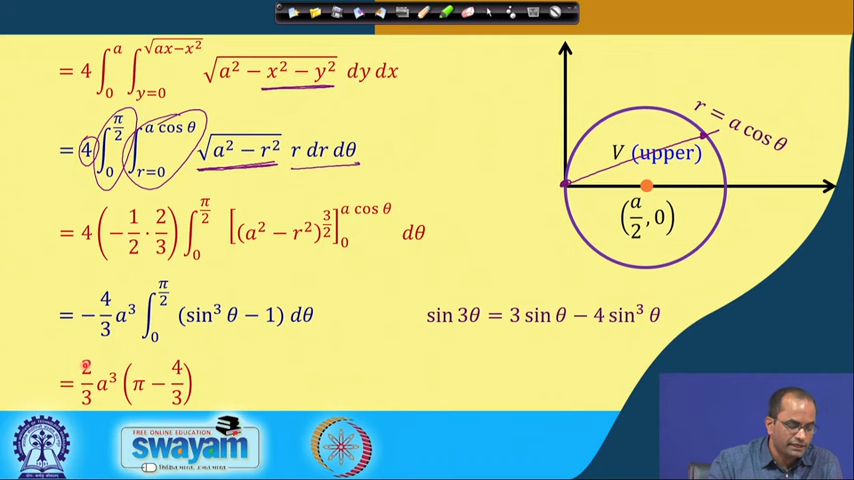 = 4 ∫₀^a ∫_{y=0}^{√(ax−x²)} √(a² − x² − y²) dy dx
= 4 ∫₀^{π/2} ∫_{r=0}^{a cos θ} √(a² − r²) r dr dθ
= 4 (−1/2 · 2/3) ∫₀^{π/2} [(a² − r²)^{3/2}]₀^{a cos θ} dθ
= −4/3 a³ ∫₀^{π/2} (sin³ θ − 1) dθ
sin 3θ = 3 sin θ − 4 sin³ θ
= 2/3 a³ (π − 4/3)
r = a cos θ
V (upper)
(a/2, 0)
FREE ONLINE EDUCATION
swayam